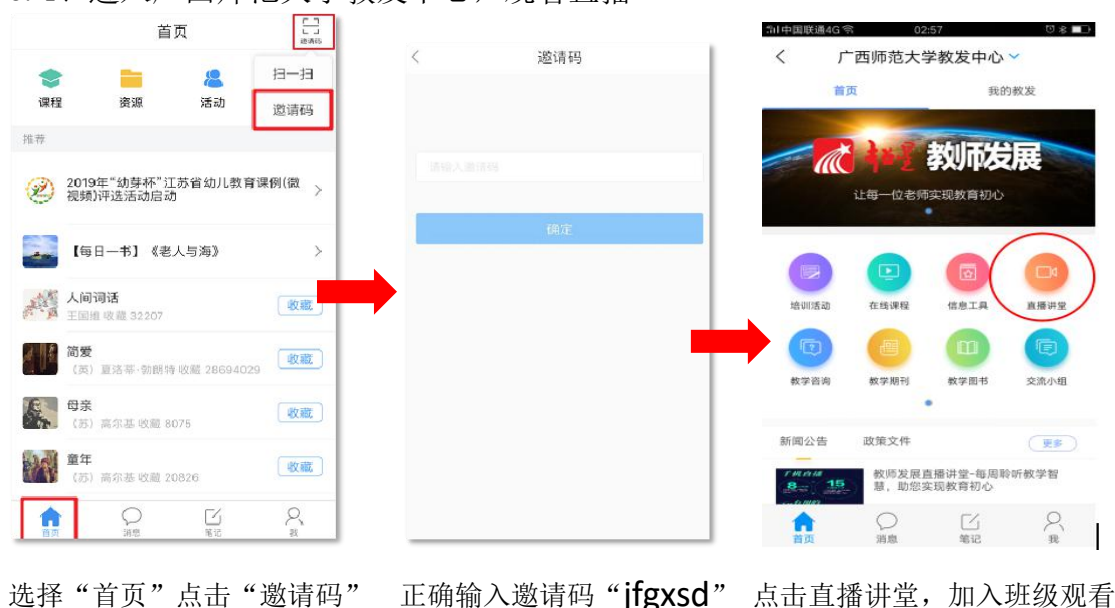 首页
邀请码
扫一扫
课程
资源
活动
邀请码
推荐
2019年“幼芽杯”江苏省幼儿教育课例(微
视频)评选活动启动
【每日一书】《老人与海》
人间词话
王国维 收藏 32207
收藏
简爱
(英) 夏洛蒂·勃朗特 收藏 28694029
收藏
母亲
(苏) 高尔基 收藏 8075
收藏
童年
(苏) 高尔基 收藏 20826
收藏
首页
消息
笔记
我
邀请码
请输入邀请码
确定
中国联通4G
02:57
广西师范大学教发中心
首页
我的教发
教师发展
让每一位老师实现教育初心
培训活动
在线课程
信息工具
直播讲堂
教学咨询
教学期刊
教学图书
交流小组
新闻公告
政策文件
更多
8
15
教师发展直播讲堂-每周聆听教学智
慧，助您实现教育初心
首页
消息
笔记
我
选择“首页”点击“邀请码”
正确输入邀请码“jfgxsd”
点击直播讲堂，加入班级观看